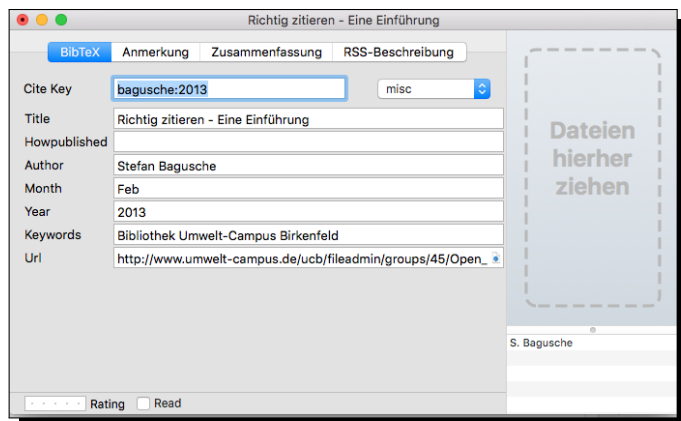 Richtig zitieren - Eine Einführung
BibTeX Anmerkung Zusammenfassung RSS-Beschreibung
Cite Key bagusche:2013 misc
Title Richtig zitieren - Eine Einführung
Howpublished
Author Stefan Bagusche
Month Feb
Year 2013
Keywords Bibliothek Umwelt-Campus Birkenfeld
Url http://www.umwelt-campus.de/ucb/fileadmin/groups/45/Open_
Dateien
hierher
ziehen
S. Bagusche
Rating Read